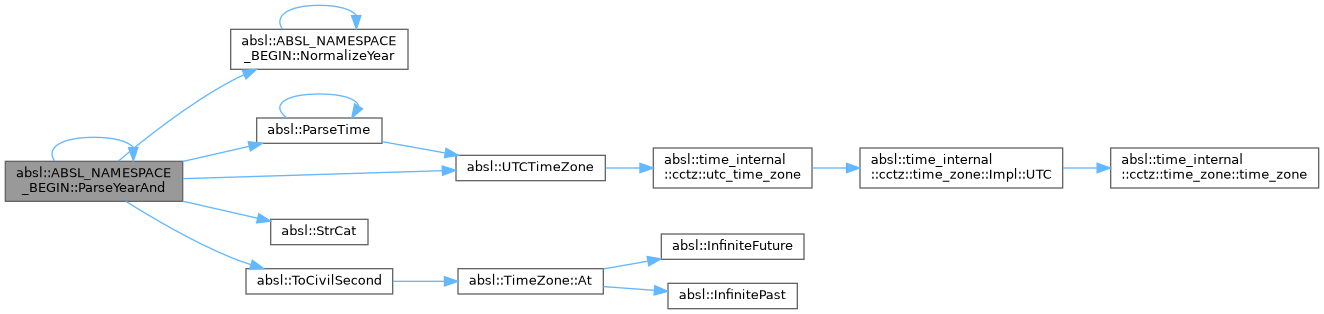 absl::ABSL_NAMESPACE
_BEGIN::ParseYearAnd
absl::ABSL_NAMESPACE
_BEGIN::NormalizeYear
absl::ParseTime
absl::UTCTimeZone
absl::time_internal
::cctz::utc_time_zone
absl::time_internal
::cctz::time_zone::Impl::UTC
absl::time_internal
::cctz::time_zone::time_zone
absl::StrCat
absl::ToCivilSecond
absl::TimeZone::At
absl::InfiniteFuture
absl::InfinitePast